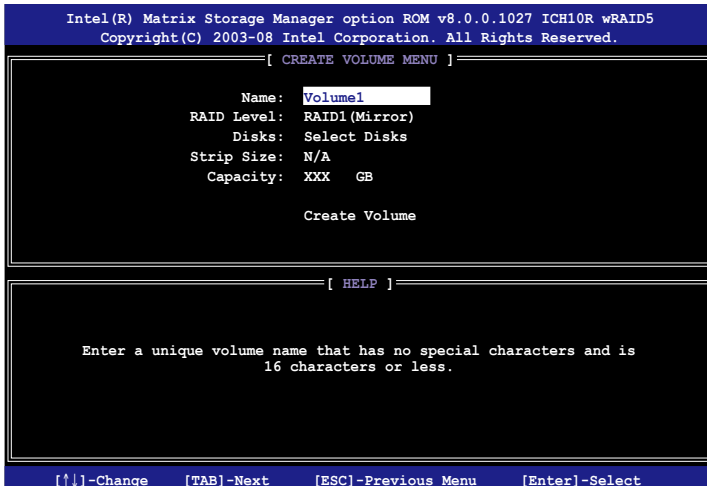 Intel(R) Matrix Storage Manager option ROM v8.0.0.1027 ICH10R wRAID5
Copyright(C) 2003-08 Intel Corporation. All Rights Reserved.
[ CREATE VOLUME MENU ]
Name: Volume1
RAID Level: RAID1(Mirror)
Disks: Select Disks
Strip Size: N/A
Capacity: XXX GB
Create Volume
[ HELP ]
Enter a unique volume name that has no special characters and is
16 characters or less.
[↑↓]-Change [TAB]-Next [ESC]-Previous Menu [Enter]-Select